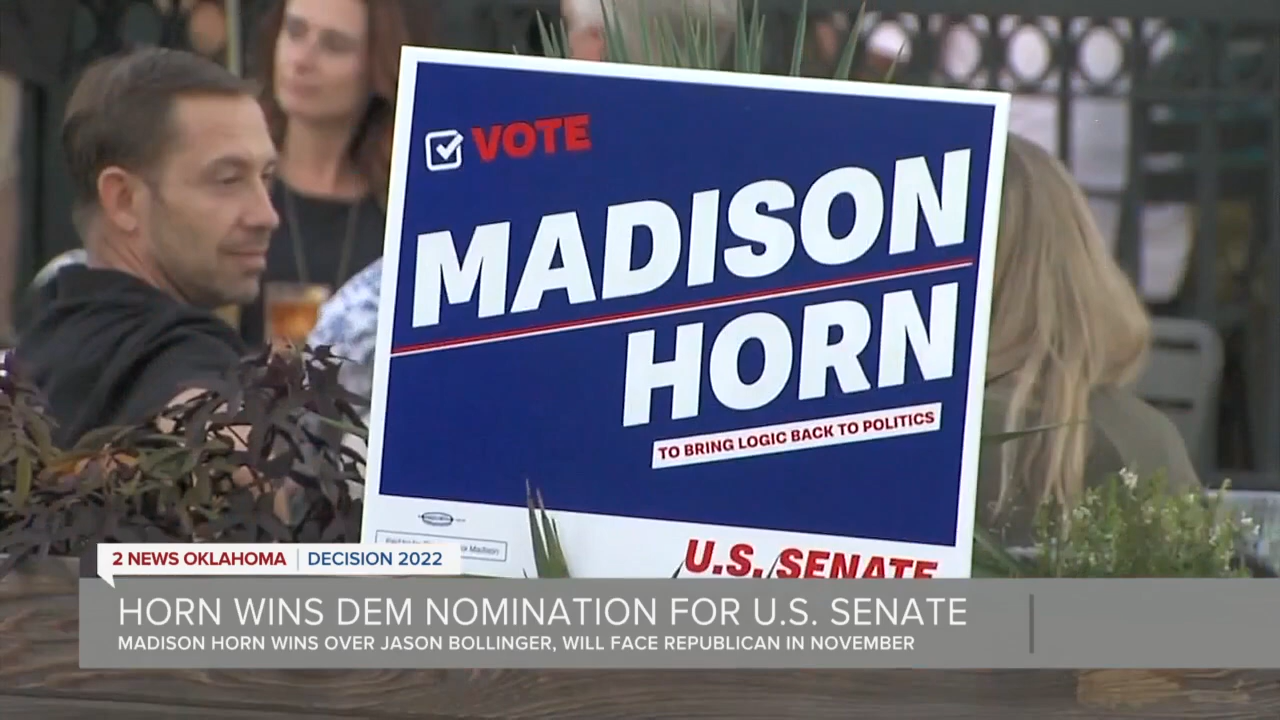 VOTE
MADISON
HORN
TO BRING LOGIC BACK TO POLITICS
Madison
U.S. SENATE
2 NEWS OKLAHOMA | DECISION 2022
HORN WINS DEM NOMINATION FOR U.S. SENATE
MADISON HORN WINS OVER JASON BOLLINGER, WILL FACE REPUBLICAN IN NOVEMBER